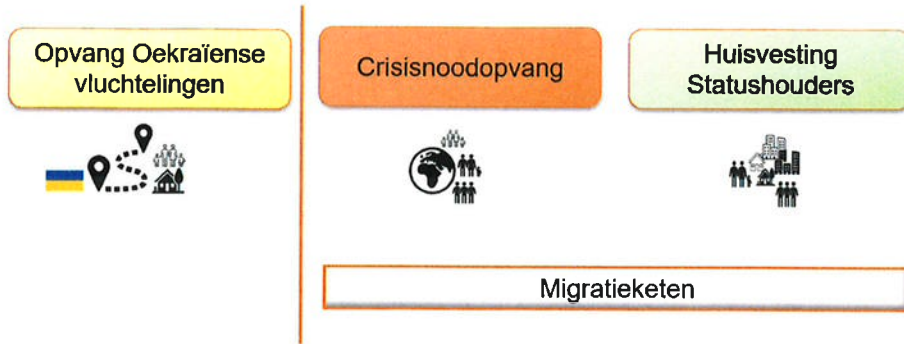 Opvang Oekraïense
vluchtelingen
Crisisnoodopvang
Huisvesting
Statushouders
Migratieketen